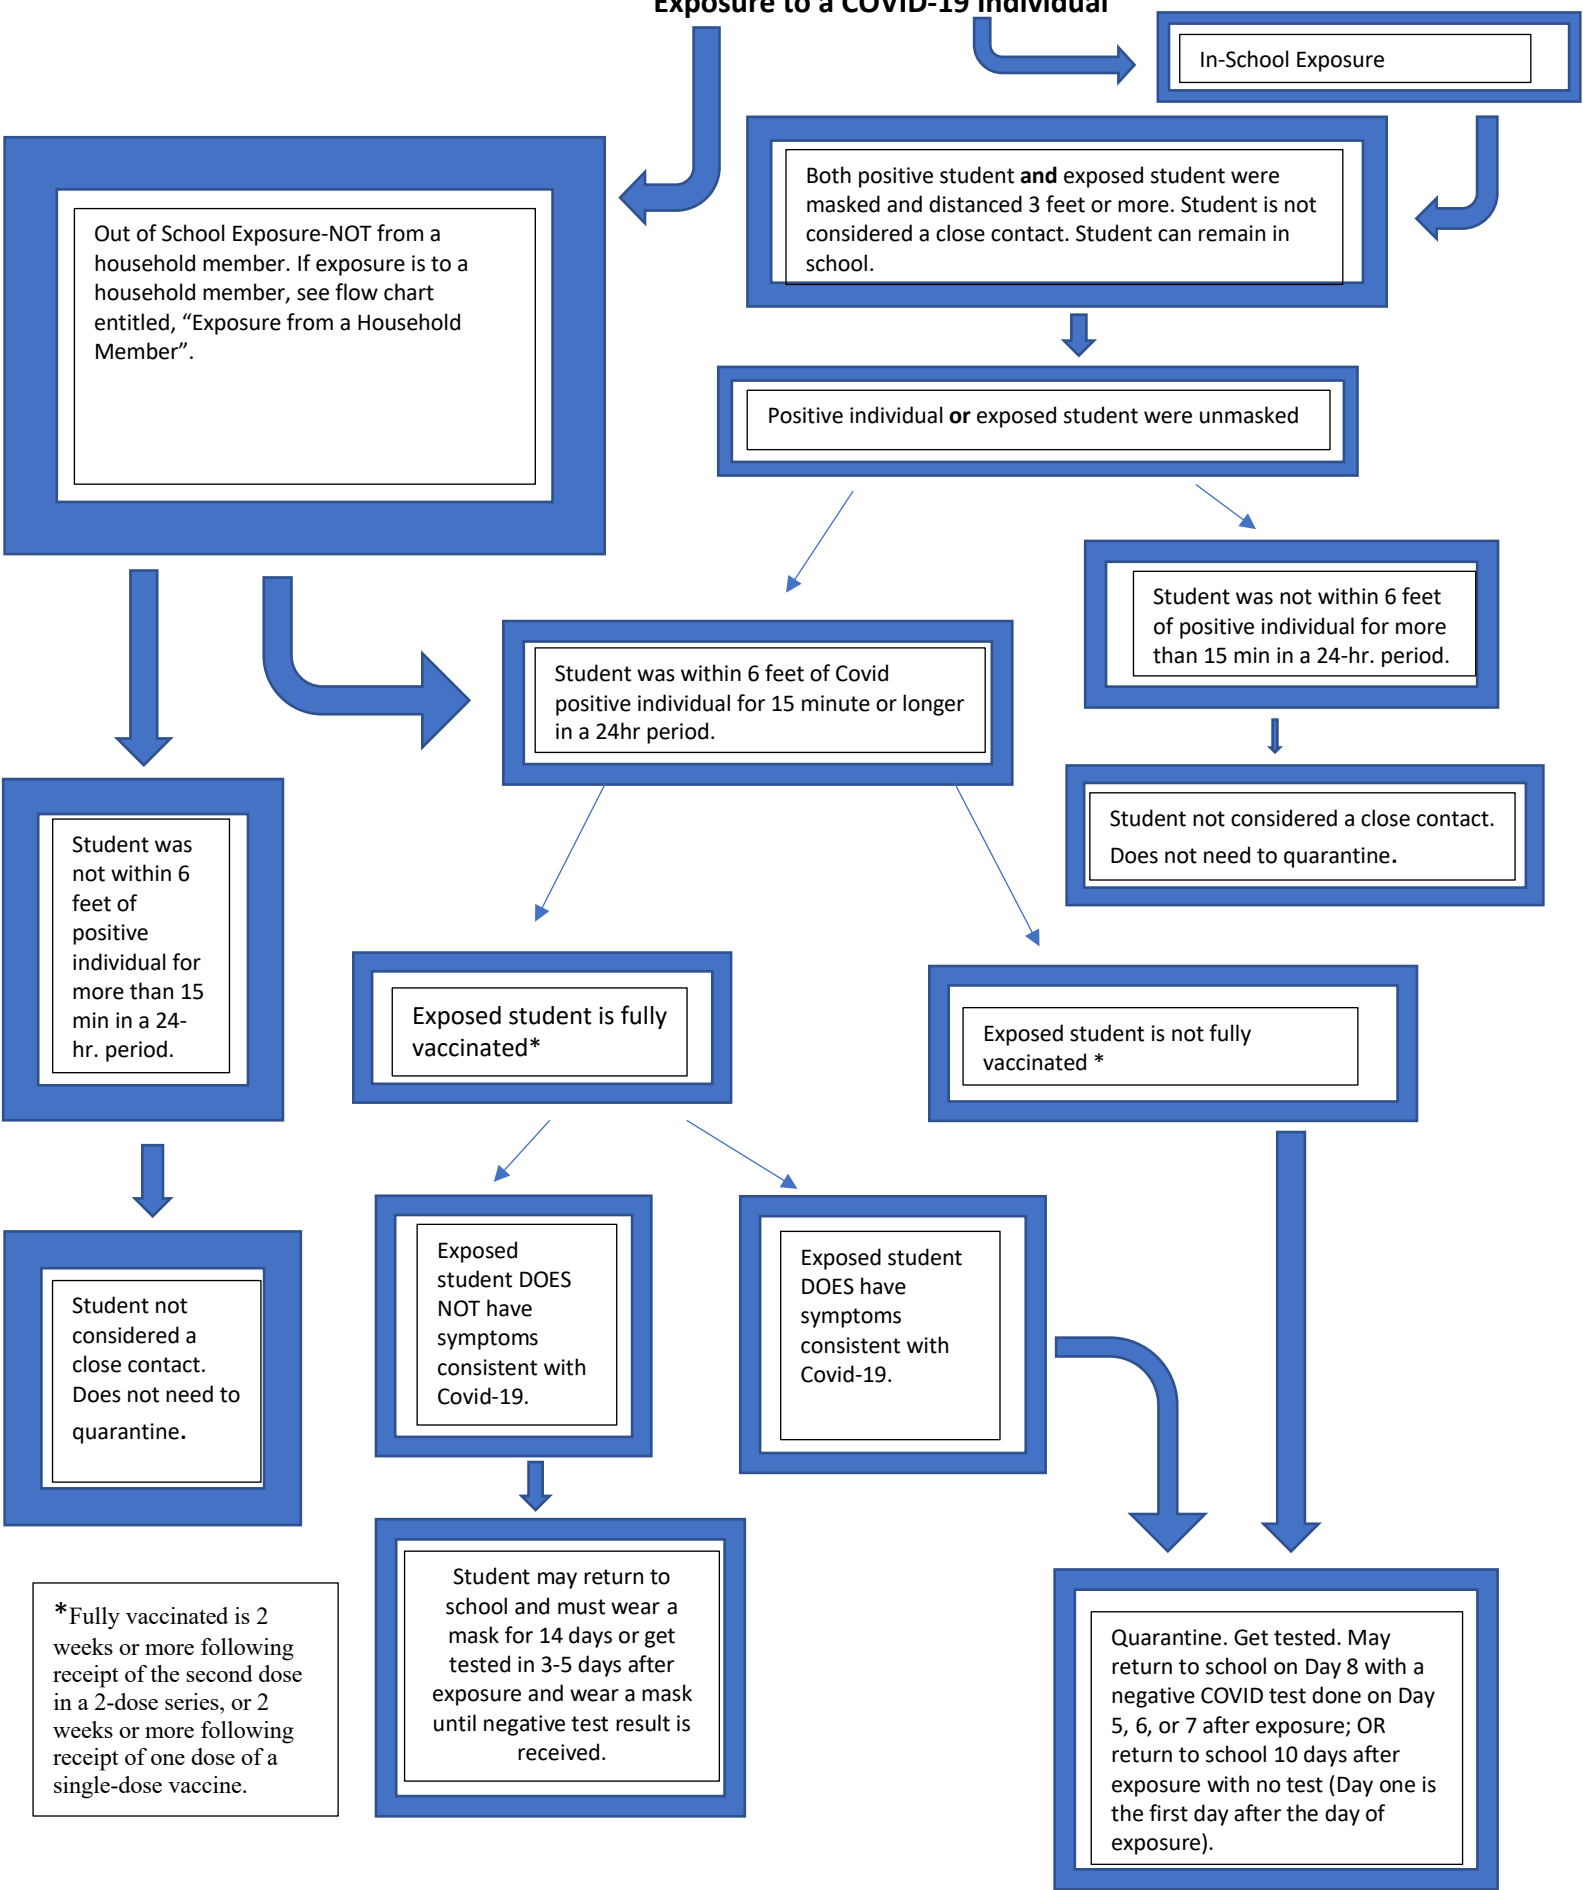 Exposure to a COVID-19 Individual
In-School Exposure
Both positive student and exposed student were
masked and distanced 3 feet or more. Student is not
considered a close contact. Student can remain in
school.
Out of School Exposure-NOT from a
household member. If exposure is to a
household member, see flow chart
entitled, “Exposure from a Household
Member”.
Positive individual or exposed student were unmasked
Student was not within 6 feet
of positive individual for more
than 15 min in a 24-hr. period.
Student was within 6 feet of Covid
positive individual for 15 minute or longer
in a 24hr period.
Student not considered a close contact.
Does not need to quarantine.
Student was
not within 6
feet of
positive
individual for
more than 15
min in a 24-
hr. period.
Exposed student is fully
vaccinated*
Exposed student is not fully
vaccinated *
Student not
considered a
close contact.
Does not need to
quarantine.
Exposed
student DOES
NOT have
symptoms
consistent with
Covid-19.
Exposed student
DOES have
symptoms
consistent with
Covid-19.
Student may return to
school and must wear a
mask for 14 days or get
tested in 3-5 days after
exposure and wear a mask
until negative test result is
received.
*Fully vaccinated is 2
weeks or more following
receipt of the second dose
in a 2-dose series, or 2
weeks or more following
receipt of one dose of a
single-dose vaccine.
Quarantine. Get tested. May
return to school on Day 8 with a
negative COVID test done on Day
5, 6, or 7 after exposure; OR
return to school 10 days after
exposure with no test (Day one is
the first day after the day of
exposure).